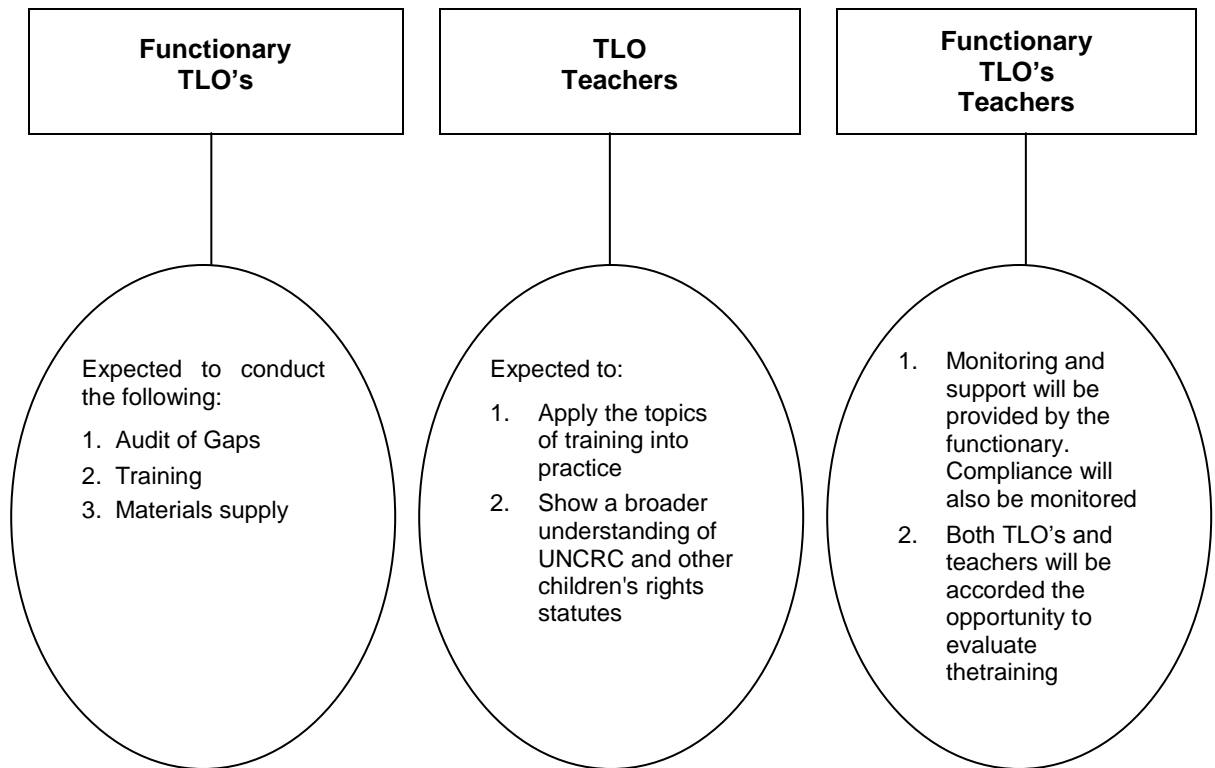 Functionary
TLO's
TLO
Teachers
Functionary
TLO's
Teachers
Expected to conduct
the following:
1. Audit of Gaps
2. Training
3. Materials supply
Expected to:
1. Apply the topics
of training into
practice
2. Show a broader
understanding of
UNCRC and other
children's rights
statutes
1. Monitoring and
support will be
provided by the
functionary.
Compliance will
also be monitored
2. Both TLO's and
teachers will be
accorded the
opportunity to
evaluate
thetraining